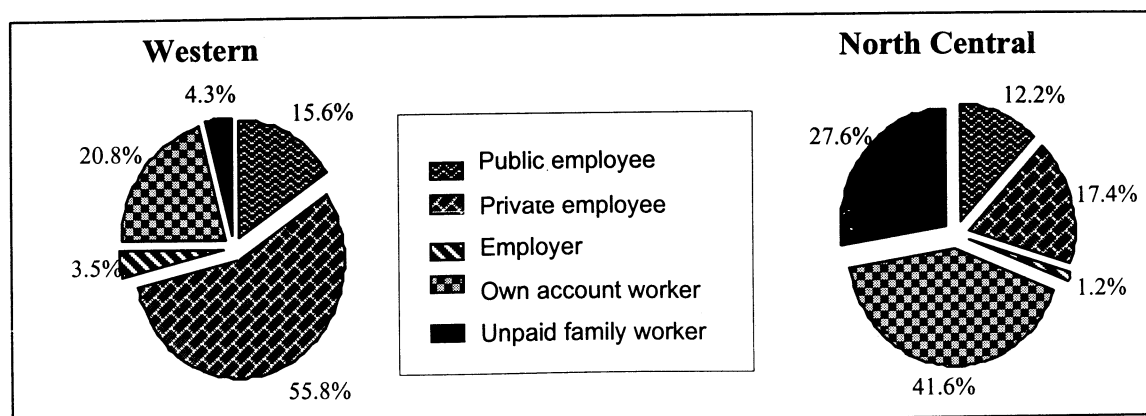 Western
4.3%
15.6%
20.8%
3.5%
55.8%
Public employee
Private employee
Employer
Own account worker
Unpaid family worker
North Central
12.2%
27.6%
17.4%
1.2%
41.6%